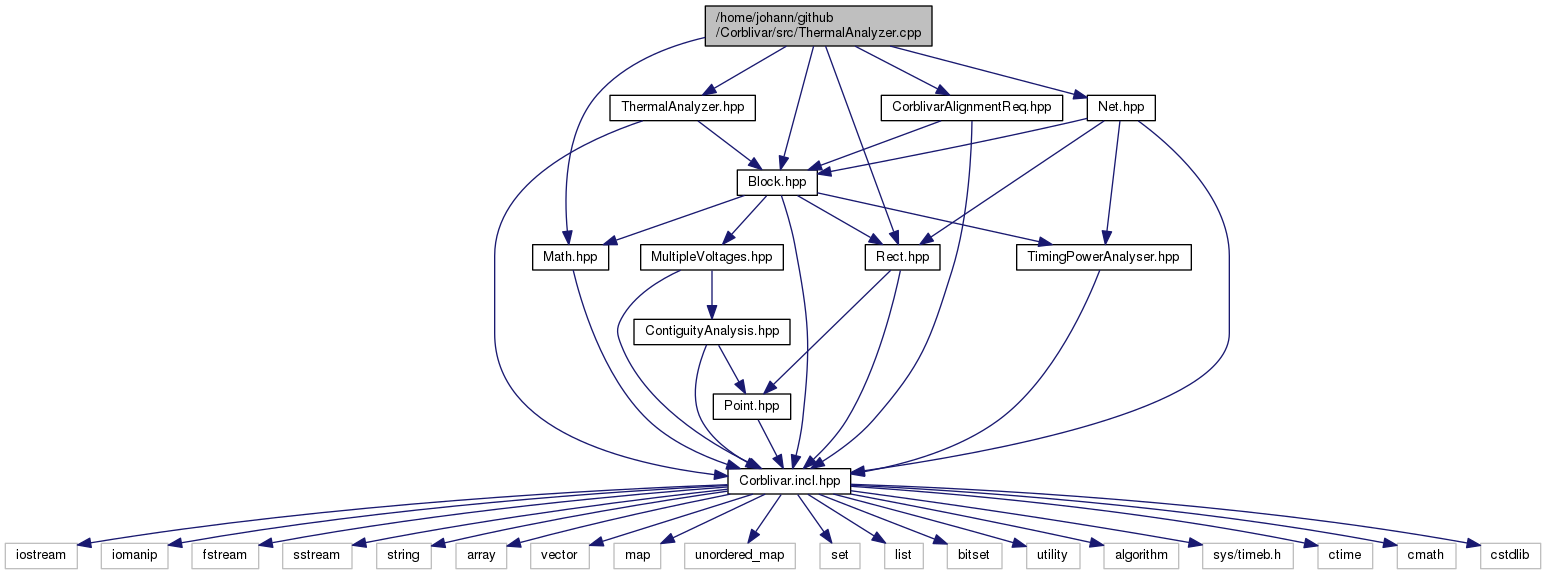 /home/johann/github
/Corblivar/src/ThermalAnalyzer.cpp
ThermalAnalyzer.hpp
CorblivarAlignmentReq.hpp
Net.hpp
Block.hpp
Math.hpp
MultipleVoltages.hpp
Rect.hpp
TimingPowerAnalyser.hpp
ContiguityAnalysis.hpp
Point.hpp
Corblivar.incl.hpp
iostream
iomanip
fstream
sstream
string
array
vector
map
unordered_map
set
list
bitset
utility
algorithm
sys/timeb.h
ctime
cmath
cstdlib